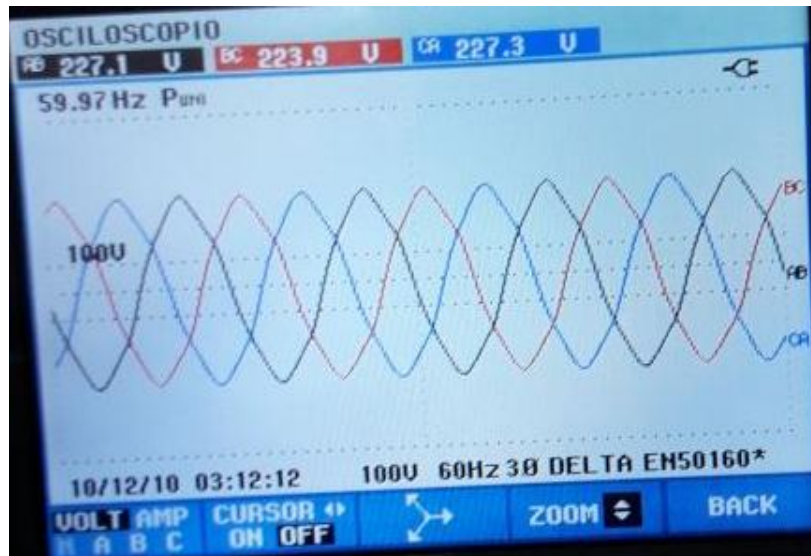 OSCILOSCOPIO
AB 227.1 V BC 223.9 V CA 227.3 V
59.97 Hz Puni
BC
100V
AB
CA
10/12/10 03:12:12 100V 60Hz 3Ø DELTA EN50160*
VOLT AMP CURSOR ZOOM BACK
A B C ON OFF